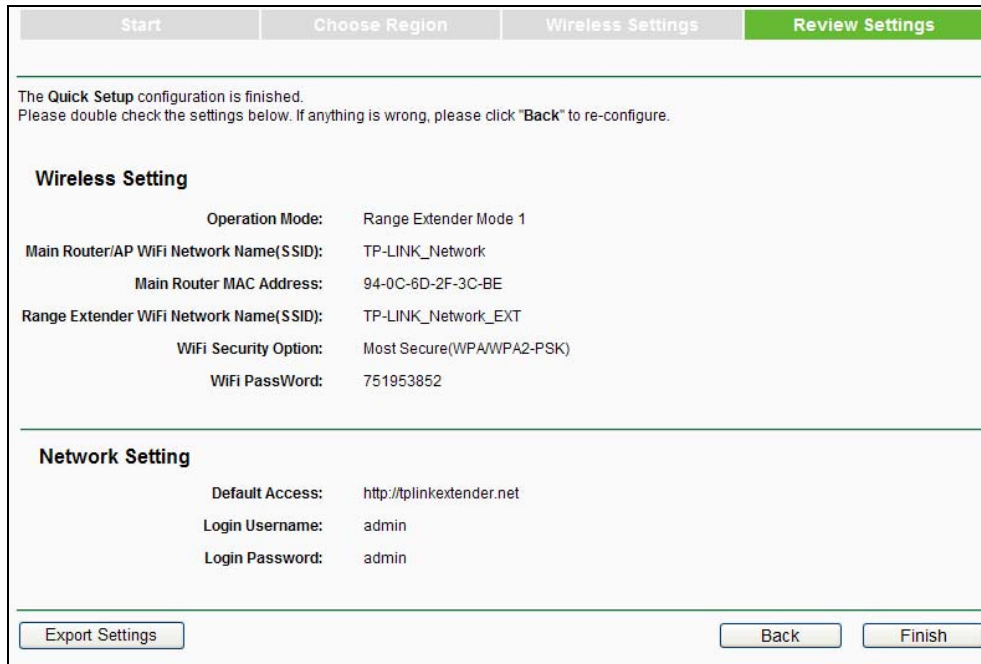 Start Choose Region Wireless Settings Review Settings
The Quick Setup configuration is finished.
Please double check the settings below. If anything is wrong, please click "Back" to re-configure.
Wireless Setting
Operation Mode: Range Extender Mode 1
Main Router/AP WiFi Network Name(SSID): TP-LINK_Network
Main Router MAC Address: 94-0C-6D-2F-3C-BE
Range Extender WiFi Network Name(SSID): TP-LINK_Network_EXT
WiFi Security Option: Most Secure(WPA/WPA2-PSK)
WiFi PassWord: 751953852
Network Setting
Default Access: http://tplinkextender.net
Login Username: admin
Login Password: admin
Export Settings Back Finish